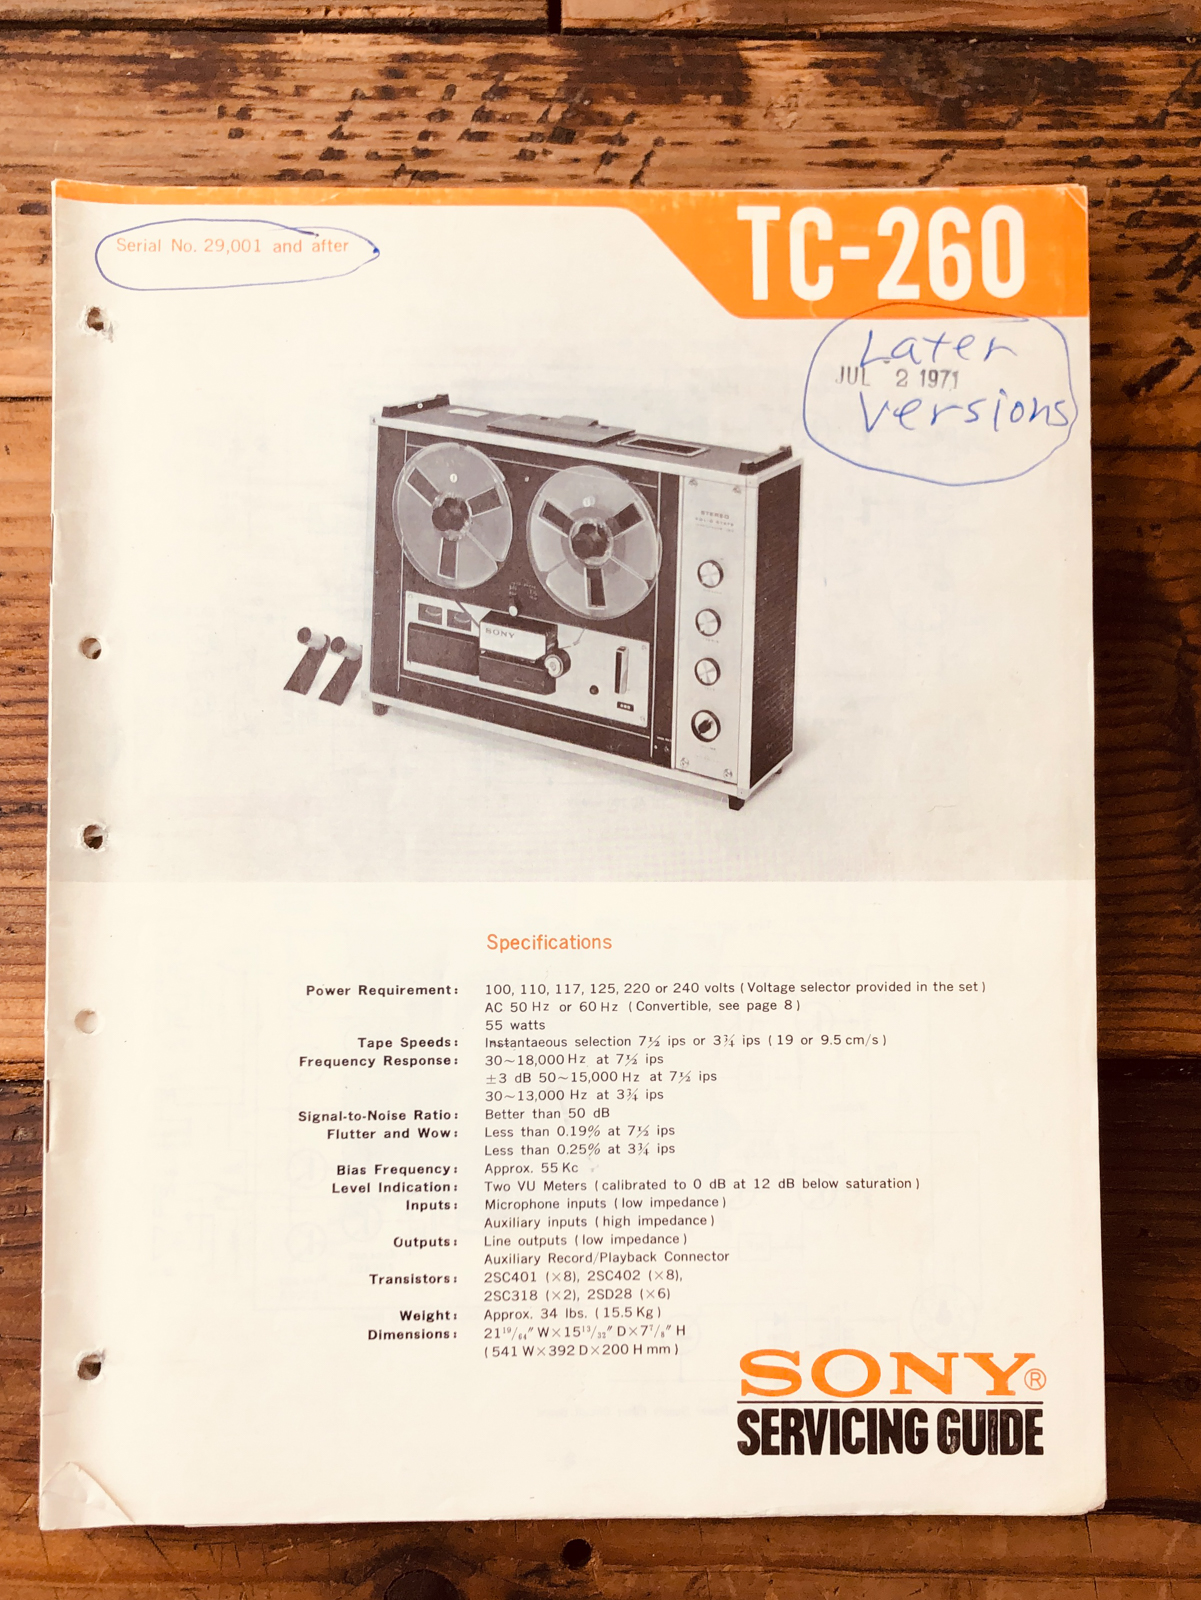 Serial No. 29,001 and after
TC-260
Later
JUL 2 1971
versions
STEREO
SONY
Specifications
Power Requirement: 100, 110, 117, 125, 220 or 240 volts (Voltage selector provided in the set)
AC 50 Hz or 60 Hz (Convertible, see page 8)
55 watts
Tape Speeds: Instantaeous selection 7½ ips or 3¾ ips (19 or 9.5 cm/s)
Frequency Response: 30~18,000 Hz at 7½ ips
±3 dB 50~15,000 Hz at 7½ ips
30~13,000 Hz at 3¾ ips
Signal-to-Noise Ratio: Better than 50 dB
Flutter and Wow: Less than 0.19% at 7½ ips
Less than 0.25% at 3¾ ips
Bias Frequency: Approx. 55 Kc
Level Indication: Two VU Meters (calibrated to 0 dB at 12 dB below saturation)
Inputs: Microphone inputs (low impedance)
Auxiliary inputs (high impedance)
Outputs: Line outputs (low impedance)
Auxiliary Record/Playback Connector
Transistors: 2SC401 (×8), 2SC402 (×8),
2SC318 (×2), 2SD28 (×6)
Weight: Approx. 34 lbs. (15.5 Kg)
Dimensions: 21 19/64″ W×15 13/32″ D×7 7/8″ H
(541 W×392 D×200 H mm)
SONY®
SERVICING GUIDE